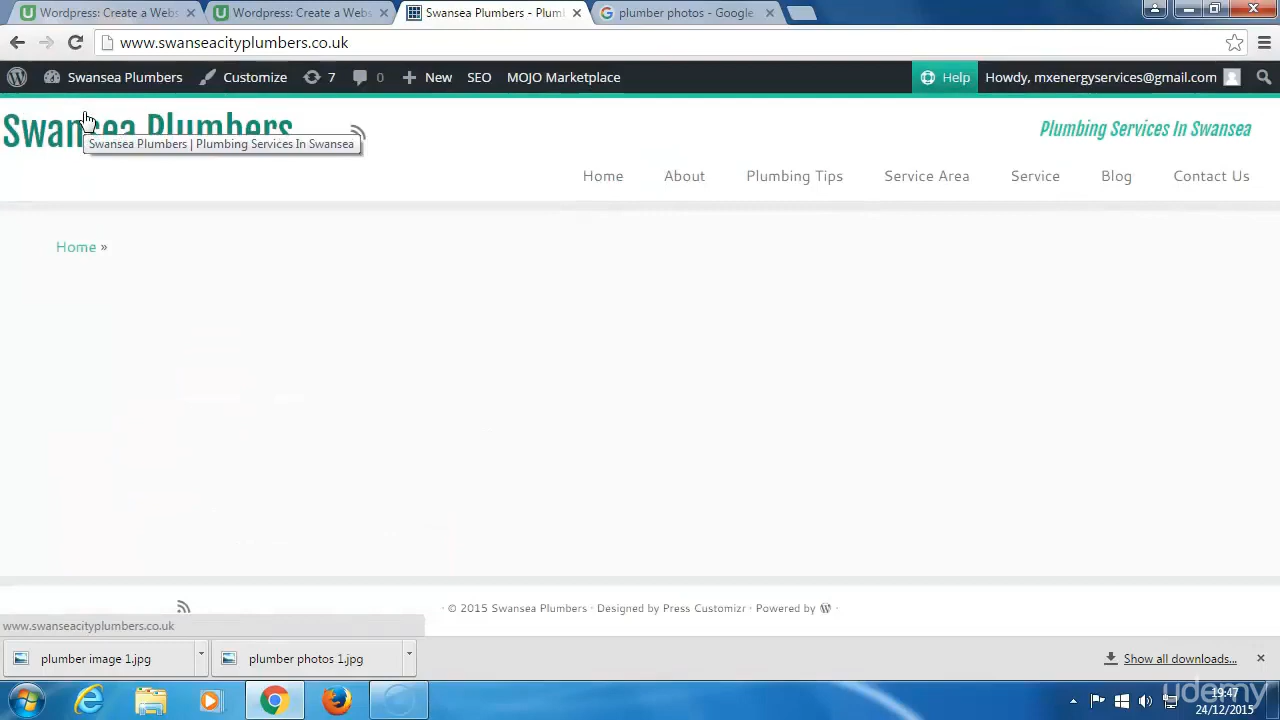 Wordpress: Create a Webs
Wordpress: Create a Webs
Swansea Plumbers - Plum
plumber photos - Google
www.swanseacityplumbers.co.uk
Swansea Plumbers
Customize
7
0
New
SEO
MOJO Marketplace
Help
Howdy, mxenergyservices@gmail.com
Swansea Plumbers
Swansea Plumbers | Plumbing Services In Swansea
Plumbing Services In Swansea
Home
About
Plumbing Tips
Service Area
Service
Blog
Contact Us
Home »
· © 2015 Swansea Plumbers · Designed by Press Customizr · Powered by ·
www.swanseacityplumbers.co.uk
plumber image 1.jpg
plumber photos 1.jpg
Show all downloads...
udemy
19:47
24/12/2015